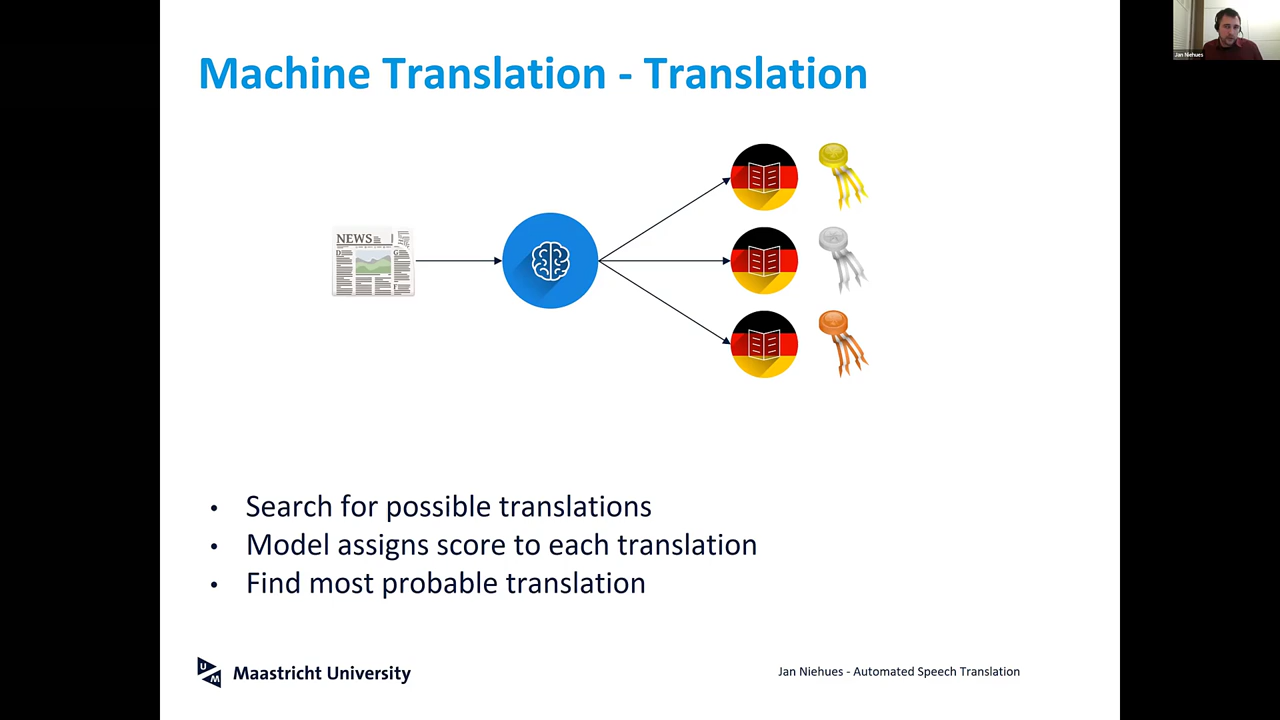 Jan Niehues
Machine Translation - Translation
NEWS
D
G
F
• Search for possible translations
• Model assigns score to each translation
• Find most probable translation
U
M
Maastricht University
Jan Niehues - Automated Speech Translation